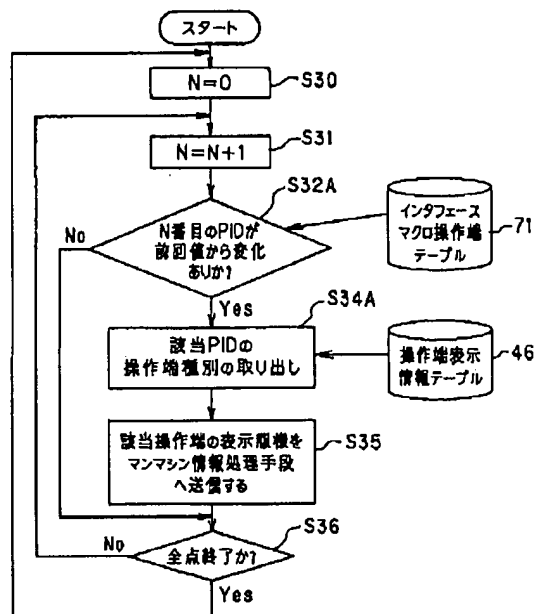 スタート
N=0
S30
N=N+1
S31
S32A
N番目のPIDが
前回値から変化
ありか?
No
Yes
インタフェース
マクロ操作端
テーブル
71
S34A
該当PIDの
操作端種別の取り出し
操作端表示
情報テーブル
46
該当操作端の表示態様を
マンマシン情報処理手段
へ送信する
S35
S36
全点終了か?
No
Yes